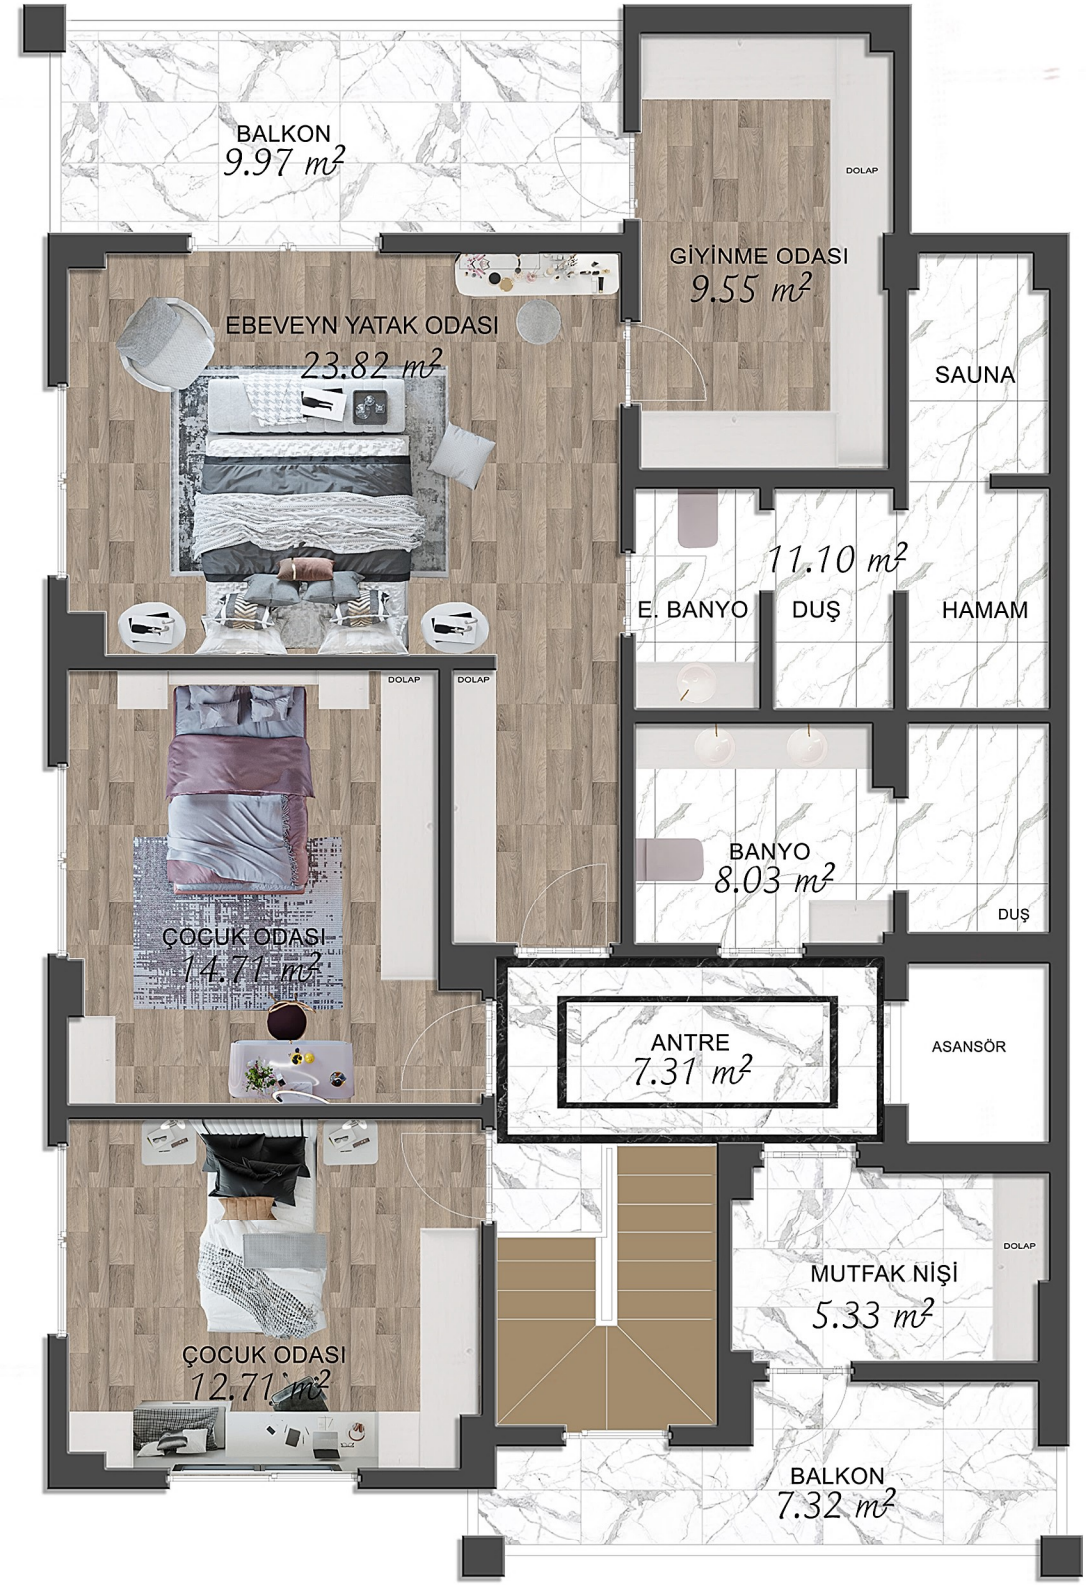 BALKON
9.97 m²
DOLAP
GİYİNME ODASI
9.55 m²
EBEVEYN YATAK ODASI
23.82 m²
SAUNA
11.10 m²
E. BANYO
DUŞ
HAMAM
DOLAP
DOLAP
BANYO
8.03 m²
DUŞ
ÇOCUK ODASI
14.71 m²
ANTRE
7.31 m²
ASANSÖR
DOLAP
MUTFAK NİŞİ
5.33 m²
ÇOCUK ODASI
12.71 m²
BALKON
7.32 m²